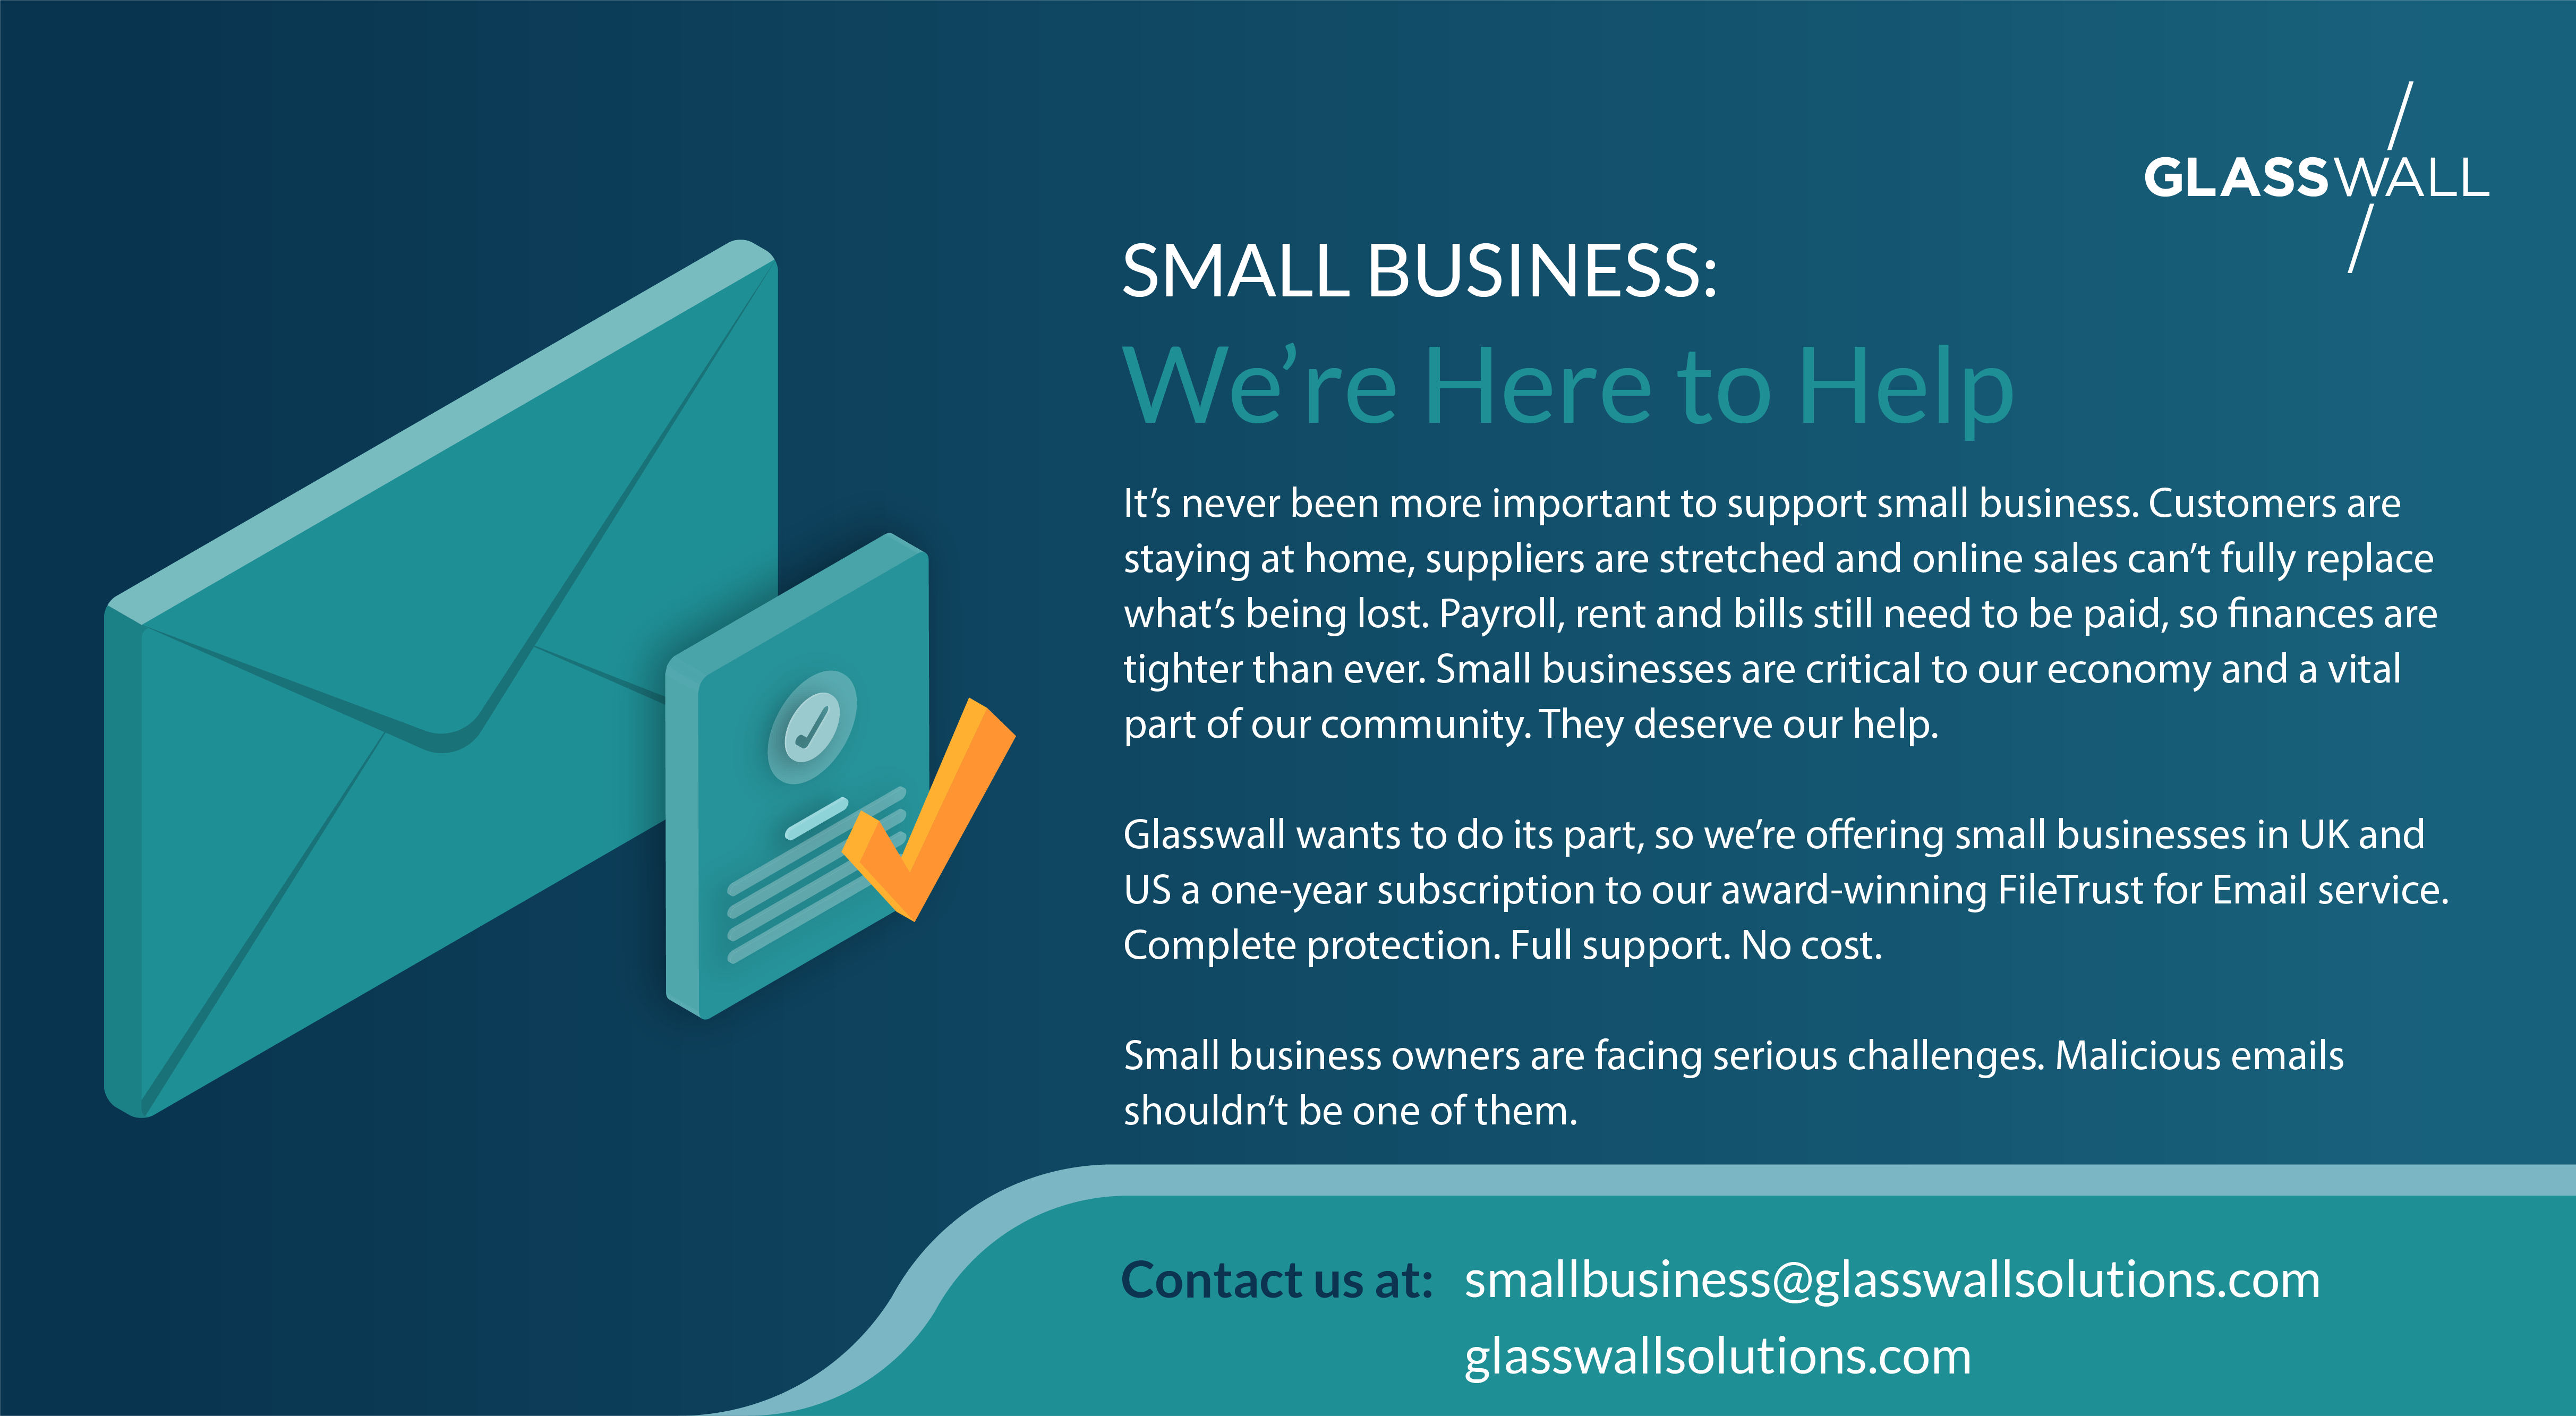 GLASSWALL
SMALL BUSINESS:
We’re Here to Help
It’s never been more important to support small business. Customers are
staying at home, suppliers are stretched and online sales can’t fully replace
what’s being lost. Payroll, rent and bills still need to be paid, so finances are
tighter than ever. Small businesses are critical to our economy and a vital
part of our community. They deserve our help.
Glasswall wants to do its part, so we’re offering small businesses in UK and
US a one-year subscription to our award-winning FileTrust for Email service.
Complete protection. Full support. No cost.
Small business owners are facing serious challenges. Malicious emails
shouldn’t be one of them.
Contact us at: smallbusiness@glasswallsolutions.com
glasswallsolutions.com